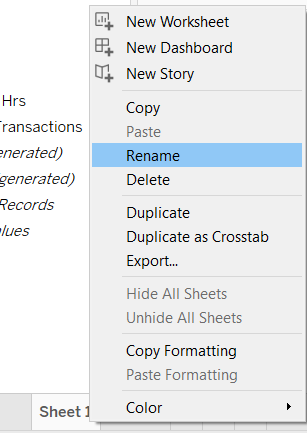 New Worksheet
New Dashboard
New Story
Hrs
Copy
Transactions
Paste
enerated)
Rename
generated)
Delete
Records
Duplicate
alues
Duplicate as Crosstab
Export...
Hide All Sheets
Unhide All Sheets
Copy Formatting
Paste Formatting
Sheet 1
Color